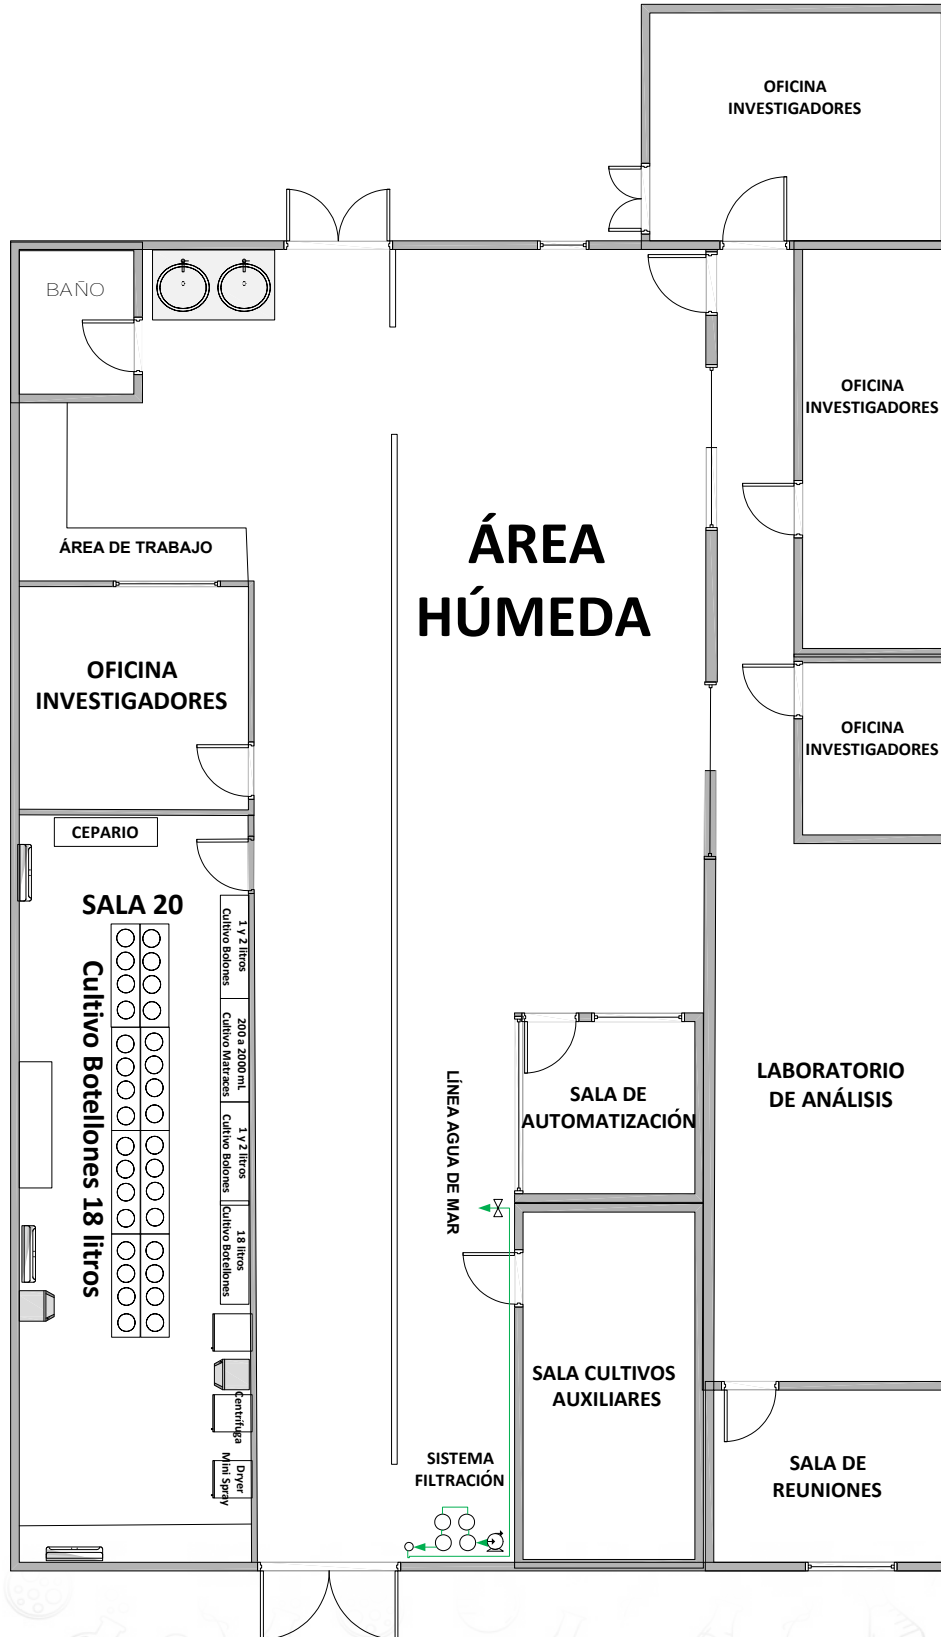 OFICINA
INVESTIGADORES
BAÑO
OFICINA
INVESTIGADORES
ÁREA
HÚMEDA
ÁREA DE TRABAJO
OFICINA
INVESTIGADORES
OFICINA
INVESTIGADORES
CEPARIO
SALA 20
Cultivo Botellones 18 litros
1 y 2 litros
Cultivo Bolones
200 a 2000 mL
Cultivo Matraces
1 y 2 litros
Cultivo Bolones
18 litros
Cultivo Botellones
Centrífuga
Dryer
Mini Spray
LÍNEA AGUA DE MAR
SALA DE
AUTOMATIZACIÓN
LABORATORIO
DE ANÁLISIS
SALA CULTIVOS
AUXILIARES
SISTEMA
FILTRACIÓN
SALA DE
REUNIONES